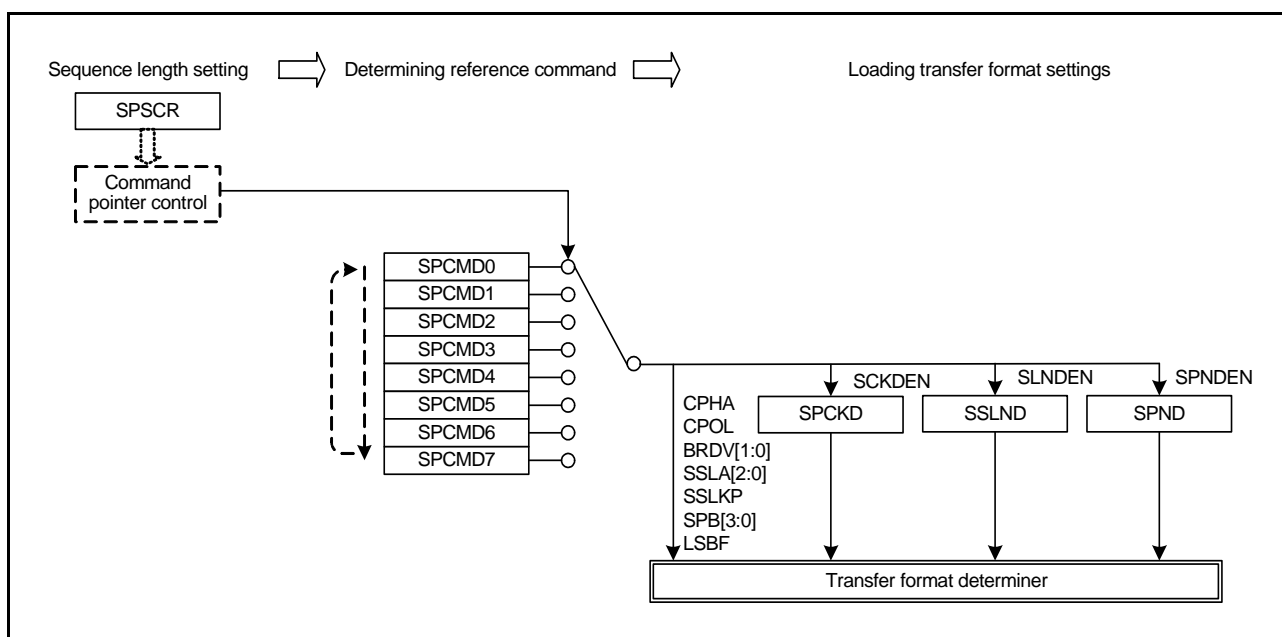 Sequence length setting
Determining reference command
Loading transfer format settings
SPSCR
Command
pointer control
SPCMD0
SPCMD1
SPCMD2
SPCMD3
SPCMD4
SPCMD5
SPCMD6
SPCMD7
CPHA
CPOL
BRDV[1:0]
SSLA[2:0]
SSLKP
SPB[3:0]
LSBF
SCKDEN
SPCKD
SLNDEN
SSLND
SPNDEN
SPND
Transfer format determiner